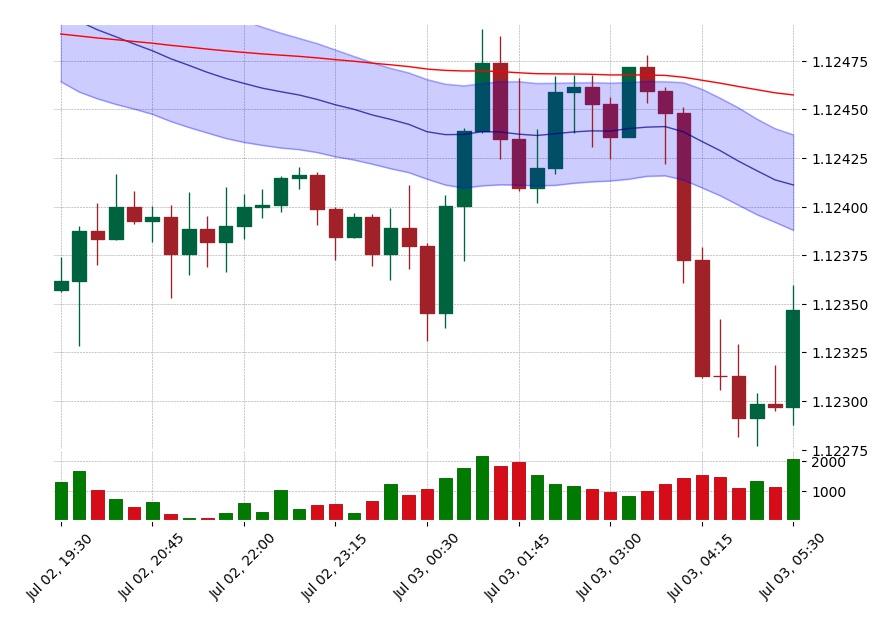 1.12475
1.12450
1.12425
1.12400
1.12375
1.12350
1.12325
1.12300
1.12275
2000
1000
Jul 02, 19:30
Jul 02, 20:45
Jul 02, 22:00
Jul 02, 23:15
Jul 03, 00:30
Jul 03, 01:45
Jul 03, 03:00
Jul 03, 04:15
Jul 03, 05:30